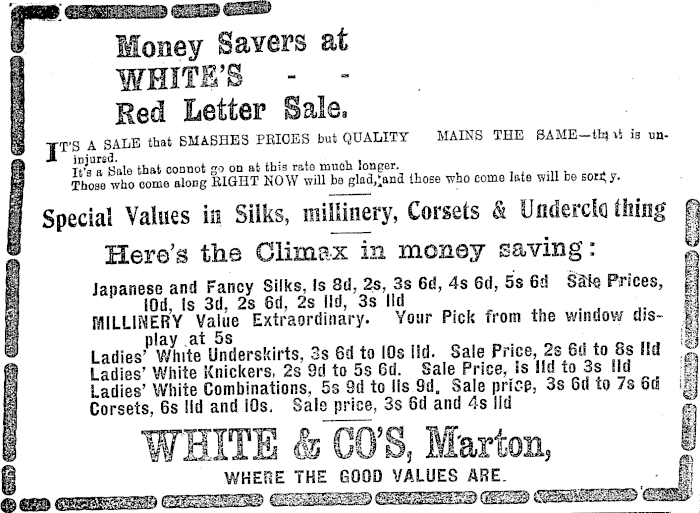 Money Savers at
WHITE'S - -
Red Letter Sale.
IT'S A SALE that SMASHES PRICES but QUALITY MAINS THE SAME—that is un-
injured.
It's a Sale that connot go on at this rate much longer.
Those who come along RIGHT NOW will be glad, and those who come late will be sorry.
Special Values in Silks, millinery, Corsets & Underclothing
Here's the Climax in money saving:
Japanese and Fancy Silks, 1s 8d, 2s, 3s 6d, 4s 6d, 5s 6d Sale Prices,
10d, 1s 3d, 2s 6d, 2s 11d, 3s 11d
MILLINERY Value Extraordinary. Your Pick from the window dis-
play at 5s
Ladies' White Underskirts, 3s 6d to 10s 11d. Sale Price, 2s 6d to 8s 11d
Ladies' White Knickers, 2s 9d to 5s 6d. Sale Price, 1s 11d to 3s 11d
Ladies' White Combinations, 5s 9d to 11s 9d. Sale price, 3s 6d to 7s 6d
Corsets, 6s 11d and 10s. Sale price, 3s 6d and 4s 11d
WHITE & CO'S, Marton,
WHERE THE GOOD VALUES ARE.